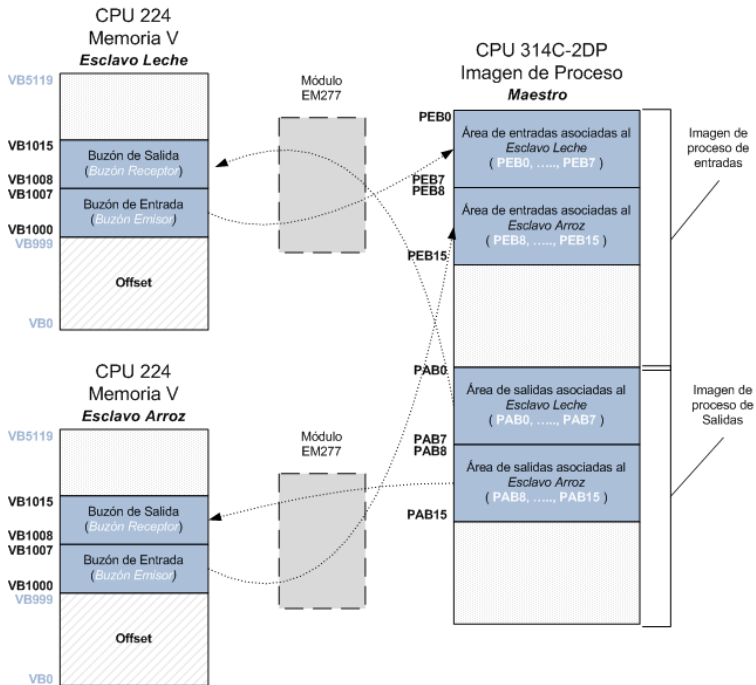 CPU 224
Memoria V
Esclavo Leche
VB5119
VB1015
VB1008
VB1007
VB1000
VB999
VB0
Buzón de Salida
(Buzón Receptor)
Buzón de Entrada
(Buzón Emisor)
Offset
Módulo
EM277
CPU 314C-2DP
Imagen de Proceso
Maestro
PEB0
PEB7
PEB8
PEB15
Área de entradas asociadas al
Esclavo Leche
( PEB0, ....., PEB7 )
Área de entradas asociadas al
Esclavo Arroz
( PEB8, ....., PEB15 )
Imagen de
proceso de
entradas
PAB0
PAB7
PAB8
PAB15
Área de salidas asociadas al
Esclavo Leche
( PAB0, ....., PAB7 )
Área de salidas asociadas al
Esclavo Arroz
( PAB8, ....., PAB15 )
Imagen de
proceso de
Salidas
CPU 224
Memoria V
Esclavo Arroz
VB5119
VB1015
VB1008
VB1007
VB1000
VB999
VB0
Buzón de Salida
(Buzón Receptor)
Buzón de Entrada
(Buzón Emisor)
Offset
Módulo
EM277